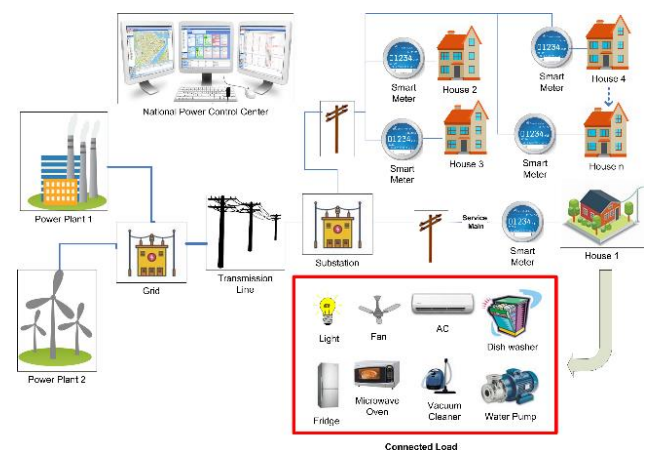 National Power Control Center
Smart
Meter
House 2
Smart
Meter
House 4
Smart
Meter
House 3
Smart
Meter
House n
Power Plant 1
Grid
Transmission
Line
Substation
Service
Main
Smart
Meter
House 1
Power Plant 2
Light
Fan
AC
Dish washer
Fridge
Microwave
Oven
Vacuum
Cleaner
Water Pump
Connected Load